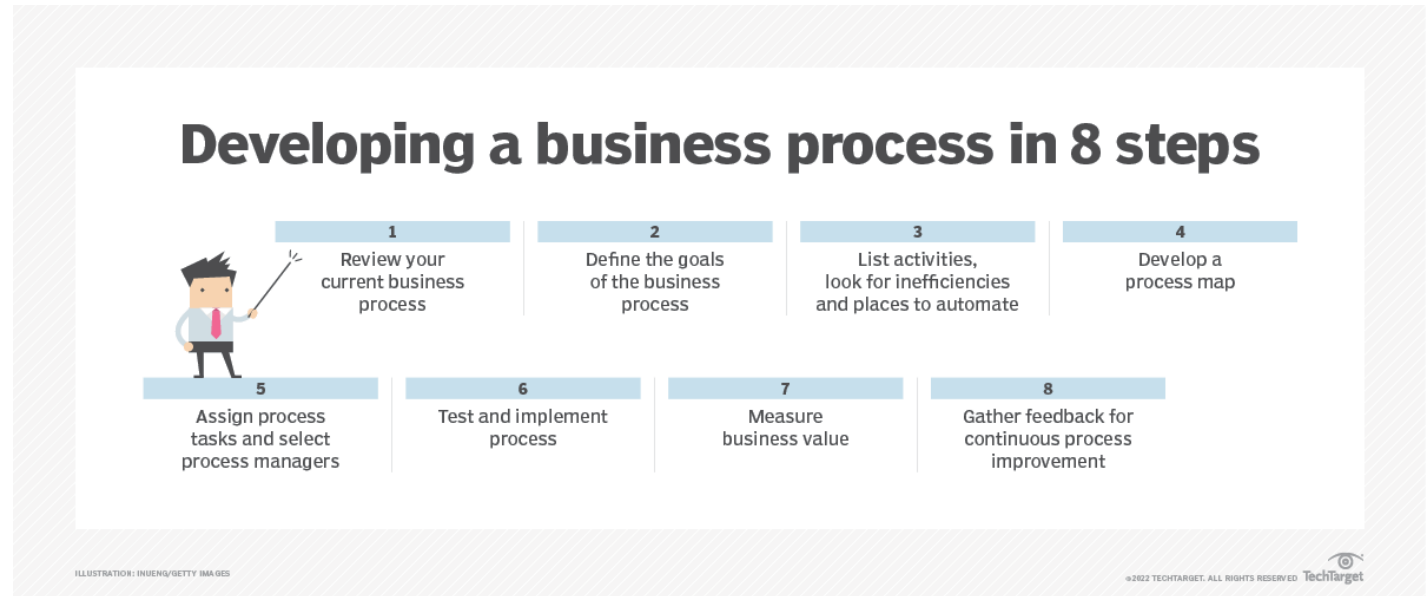 Developing a business process in 8 steps
1
Review your
current business
process
2
Define the goals
of the business
process
3
List activities,
look for inefficiencies
and places to automate
4
Develop a
process map
5
Assign process
tasks and select
process managers
6
Test and implement
process
7
Measure
business value
8
Gather feedback for
continuous process
improvement
ILLUSTRATION: INUENG/GETTY IMAGES
©2022 TECHTARGET. ALL RIGHTS RESERVED TechTarget